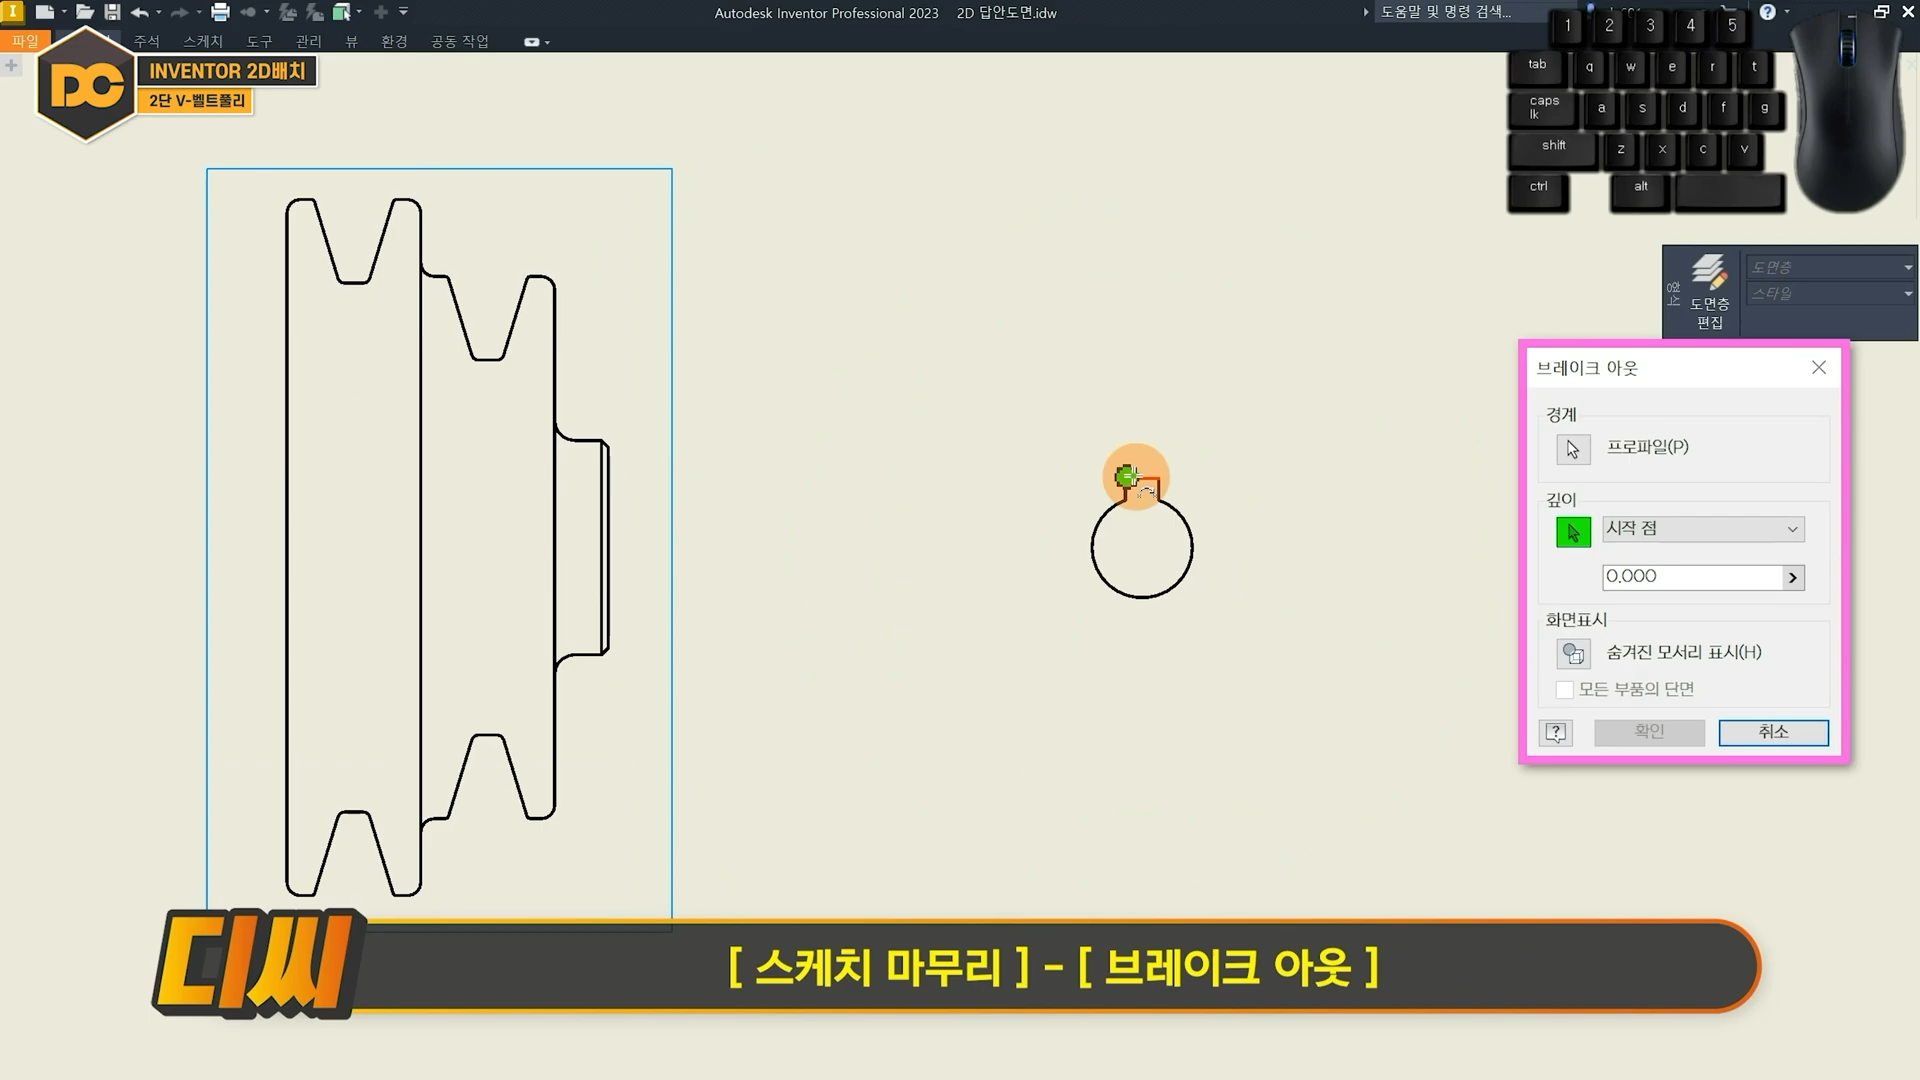 Autodesk Inventor Professional 2023 2D 답안도면.idw
도움말 및 명령 검색...
파일 주석 스케치 도구 관리 뷰 환경 공동 작업
DC
INVENTOR 2D배치
2단 V-벨트풀리
1 2 3 4 5
tab q w e r t
caps lk a s d f g
shift z x c v
ctrl alt
형식
도면층
편집
도면층
스타일
브레이크 아웃
경계
프로파일(P)
깊이
시작 점
0.000
화면표시
숨겨진 모서리 표시(H)
모든 부품의 단면
확인 취소
디씨
[ 스케치 마무리 ] - [ 브레이크 아웃 ]